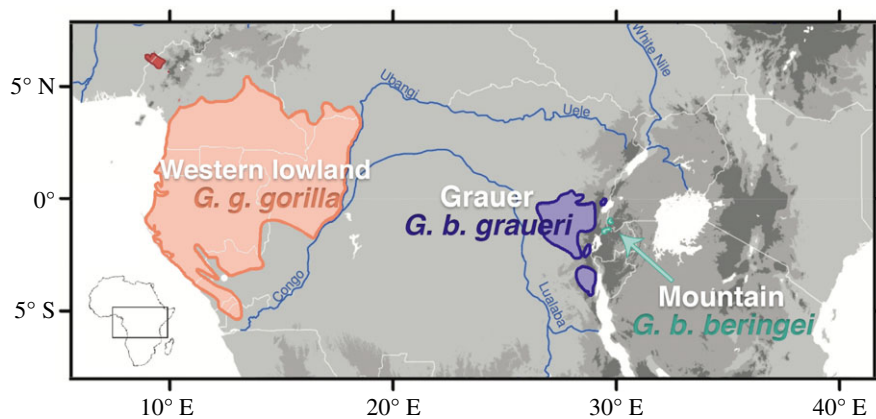 5° N
0°
5° S
Ubangi
Uele
White Nile
Western lowland
G. g. gorilla
Grauer
G. b. graueri
Congo
Lualaba
Mountain
G. b. beringei
10° E
20° E
30° E
40° E